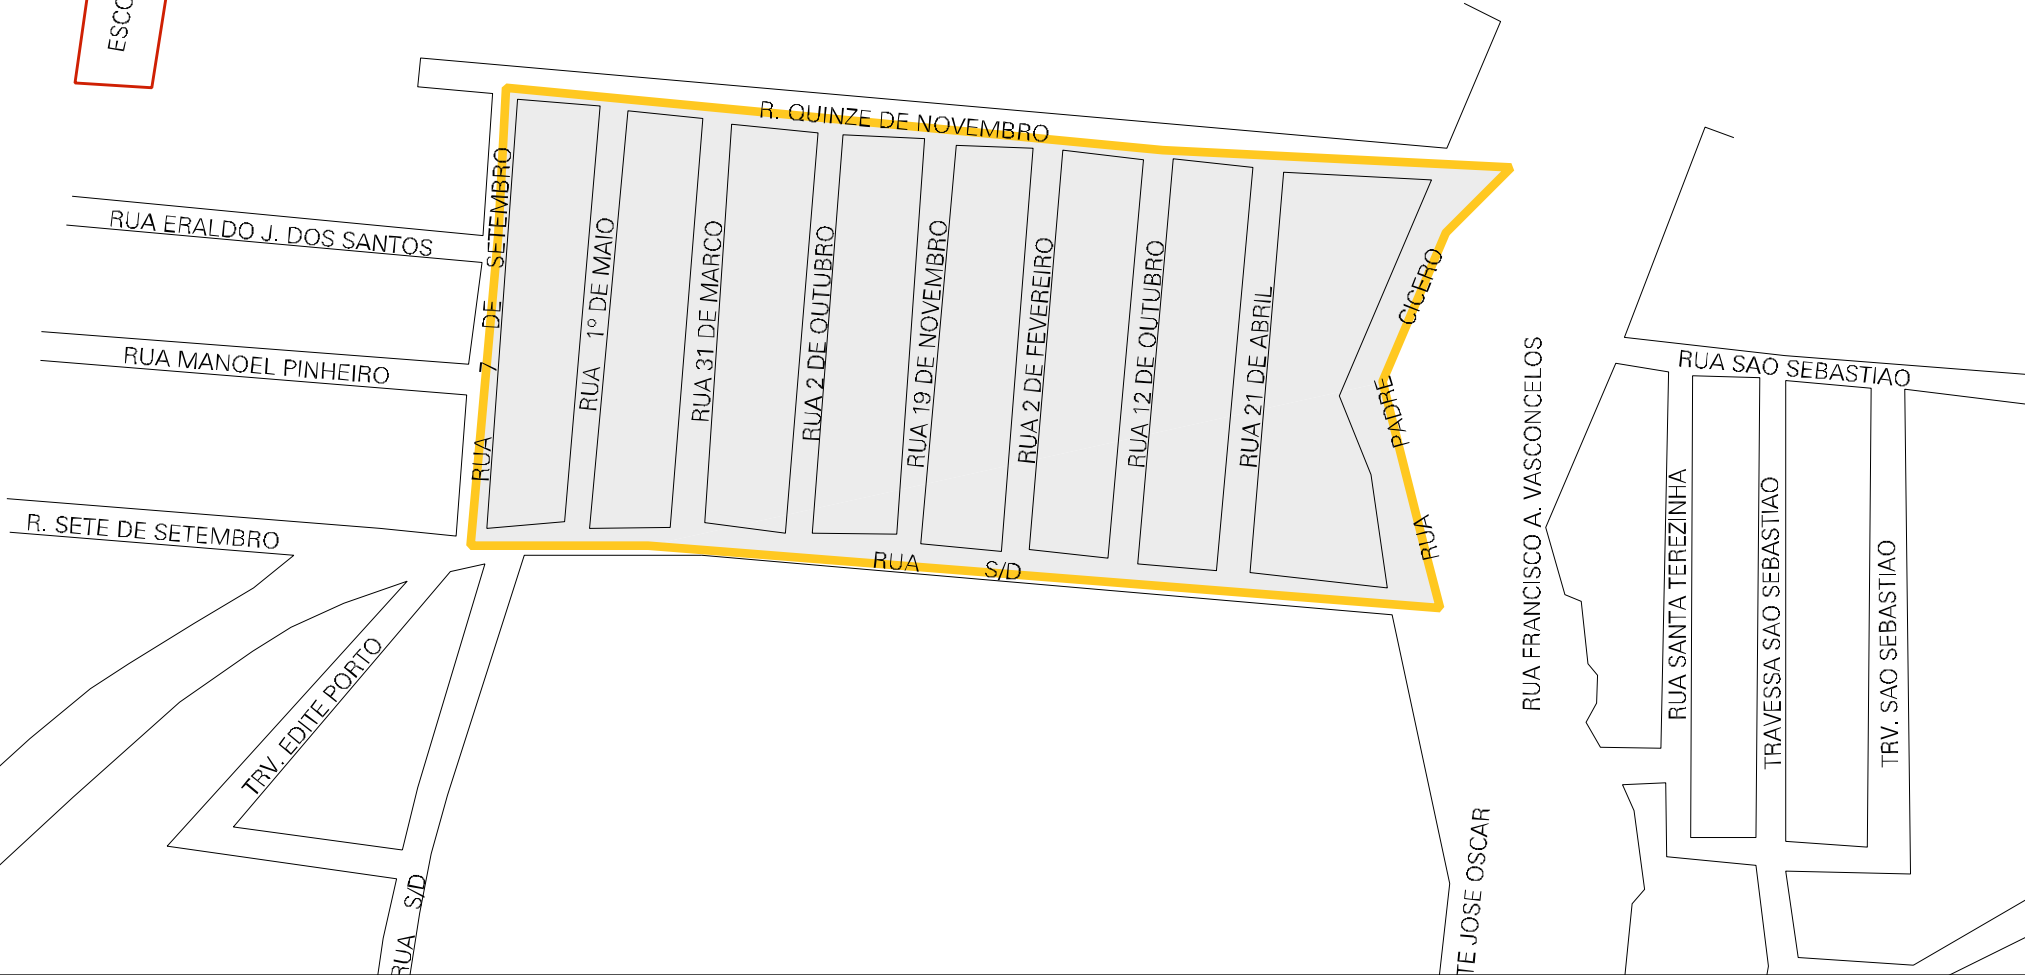 ESCO
R. QUINZE DE NOVEMBRO
RUA ERALDO J. DOS SANTOS
RUA MANOEL PINHEIRO
R. SETE DE SETEMBRO
RUA 7 DE SETEMBRO
RUA 1º DE MAIO
RUA 31 DE MARCO
RUA 2 DE OUTUBRO
RUA 19 DE NOVEMBRO
RUA 2 DE FEVEREIRO
RUA 12 DE OUTUBRO
RUA 21 DE ABRIL
RUA PADRE CICERO
RUA S/D
RUA FRANCISCO A. VASCONCELOS
RUA SAO SEBASTIAO
RUA SANTA TEREZINHA
TRAVESSA SAO SEBASTIAO
TRV. SAO SEBASTIAO
TRV. EDITE PORTO
RUA S/D
TE JOSE OSCAR